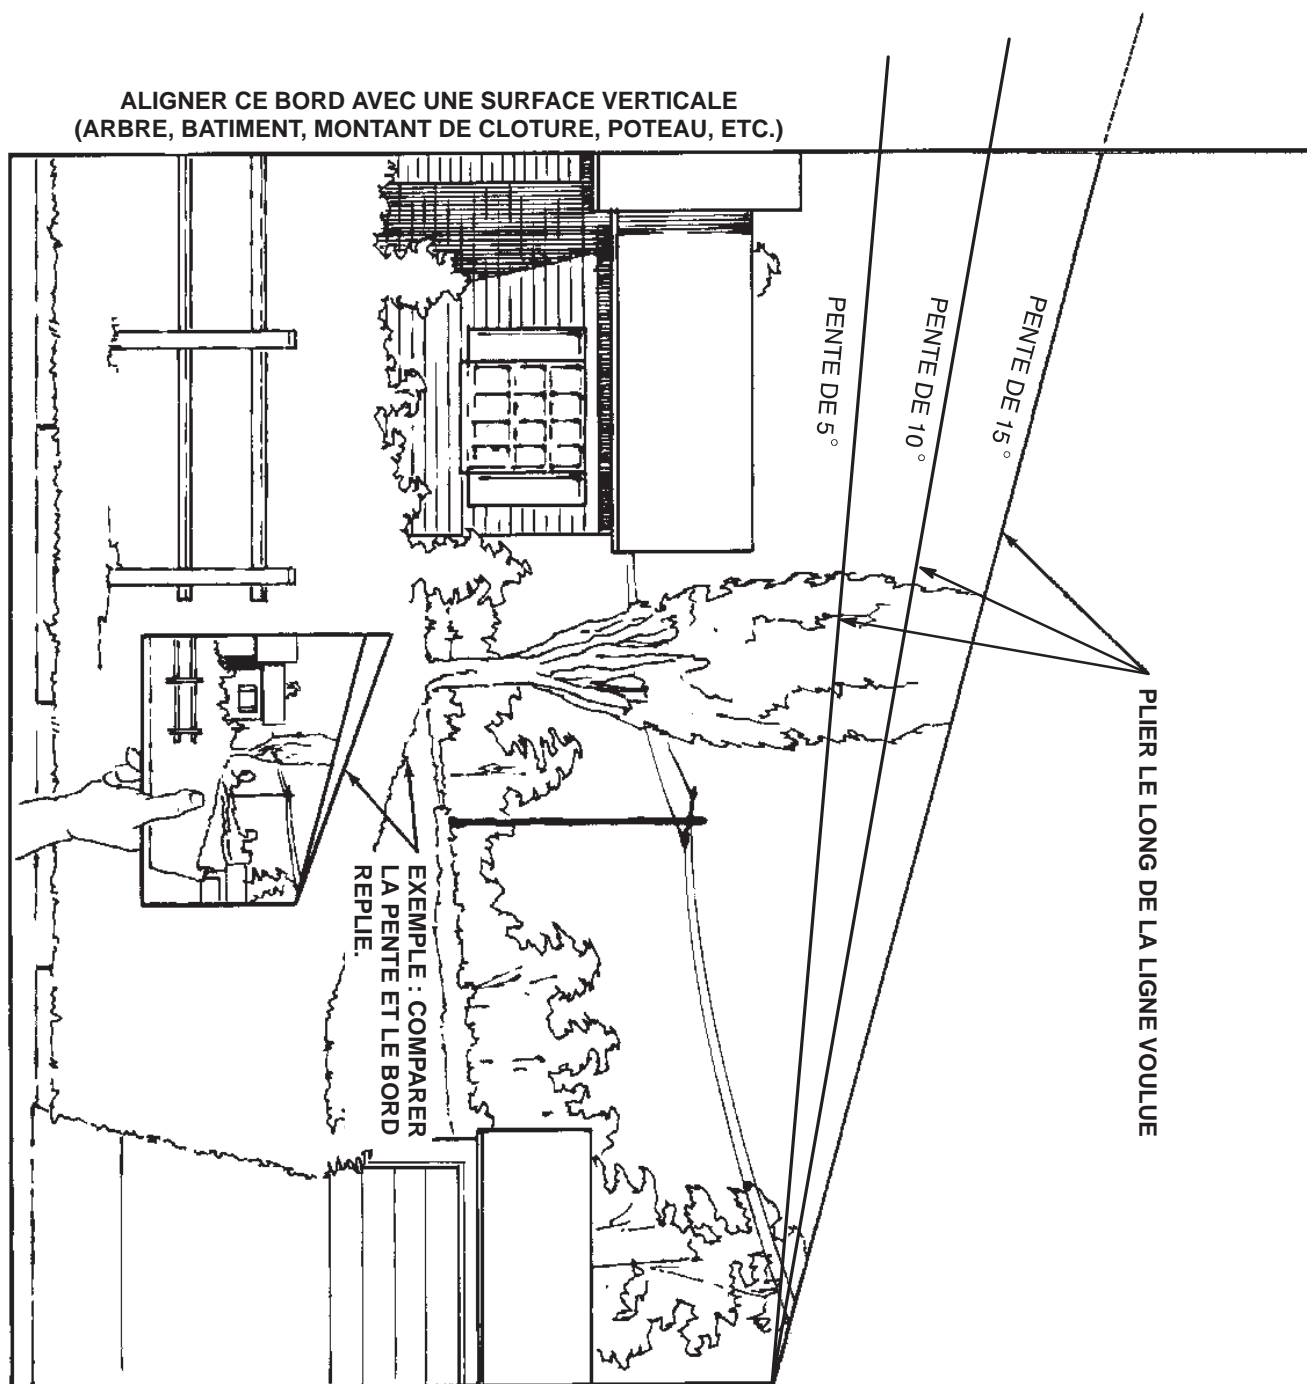 ALIGNER CE BORD AVEC UNE SURFACE VERTICALE
(ARBRE, BATIMENT, MONTANT DE CLOTURE, POTEAU, ETC.)
PENTE DE 5°
PENTE DE 10°
PENTE DE 15°
PLIER LE LONG DE LA LIGNE VOULUE
EXEMPLE : COMPARER
LA PENTE ET LE BORD
REPLIE.